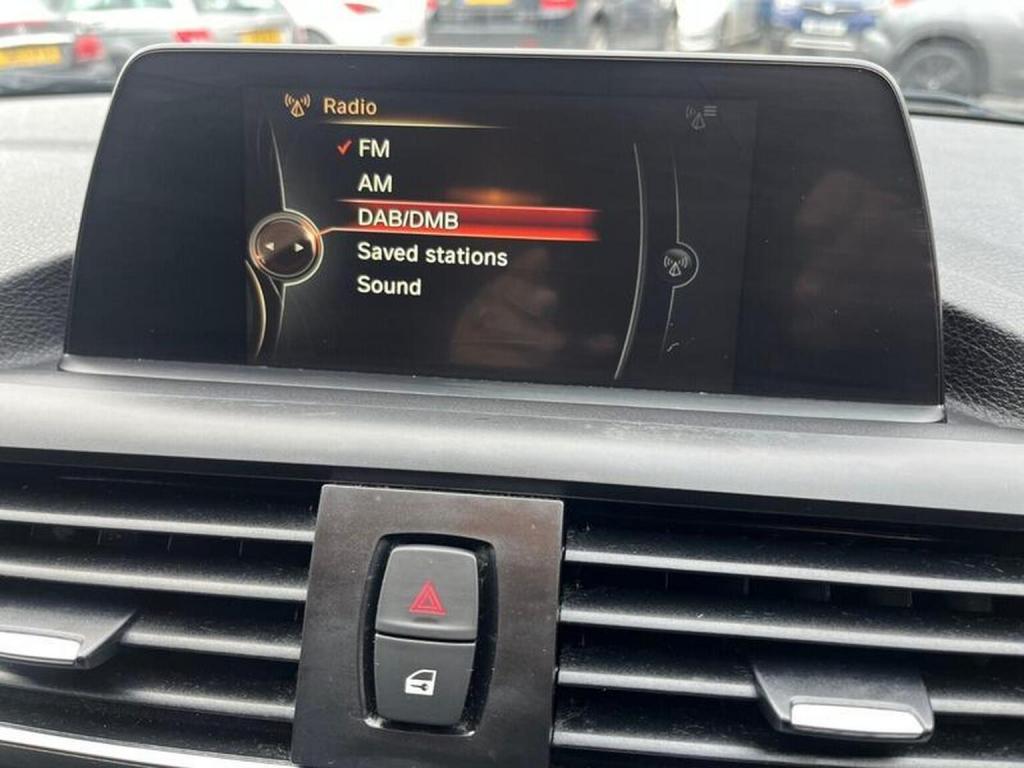 Radio
FM
AM
DAB/DMB
Saved stations
Sound